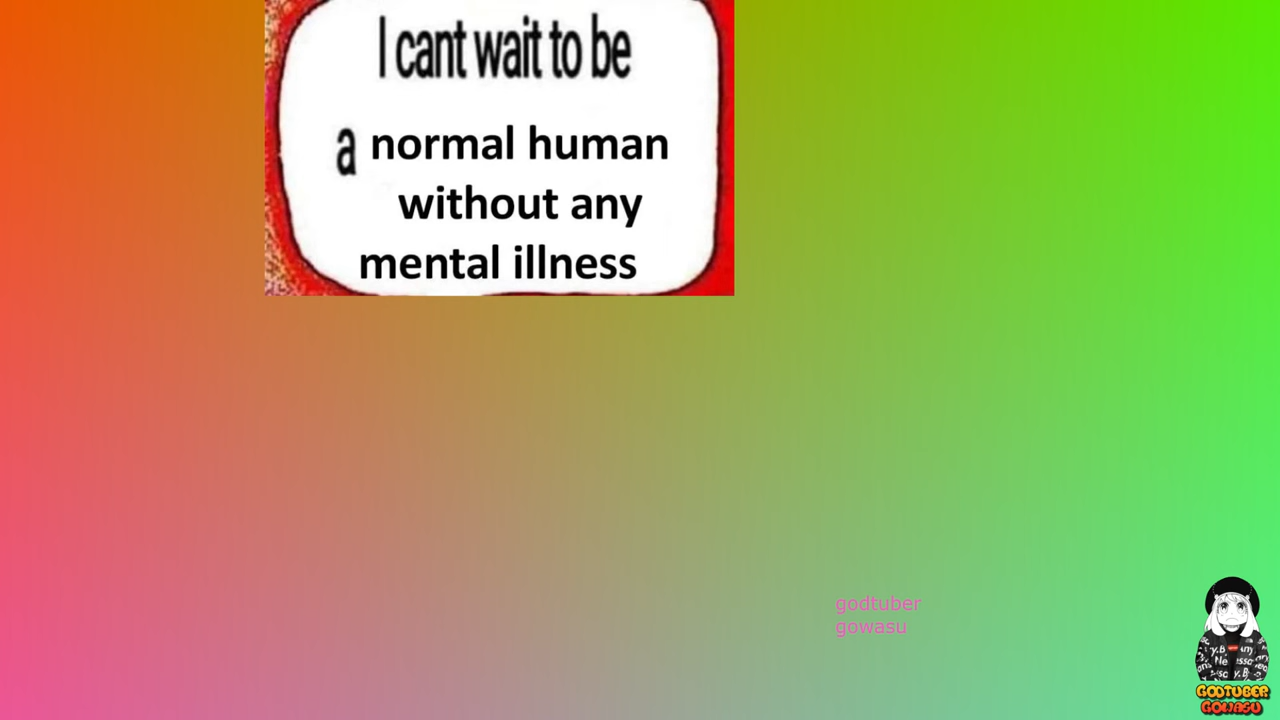 I cant wait to be
a normal human
without any
mental illness
godtuber
gowasu
GODTUBER
GOWASU